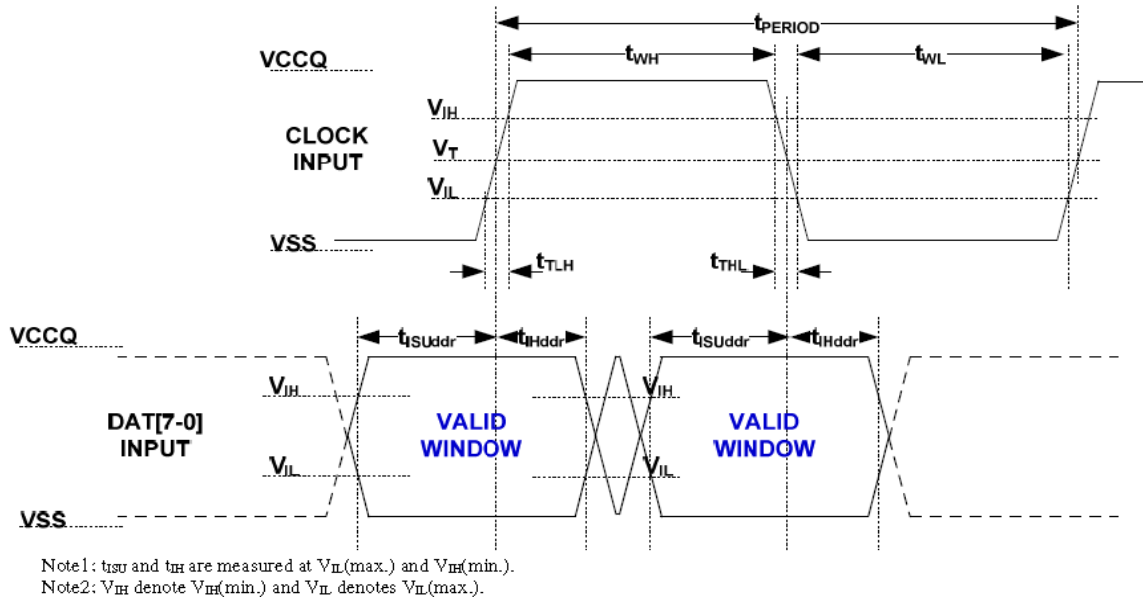 tPERIOD
tWH
tWL
VCCQ
VIH
CLOCK
INPUT
VT
VIL
VSS
tTLH
tTHL
VCCQ
tISUddr
tIHddr
tISUddr
tIHddr
VIH
VIH
DAT[7-0]
INPUT
VALID
WINDOW
VALID
WINDOW
VIL
VIL
VSS
Note1: tISU and tIH are measured at VIL(max.) and VIH(min.).
Note2: VIH denote VIH(min.) and VIL denotes VIL(max.).